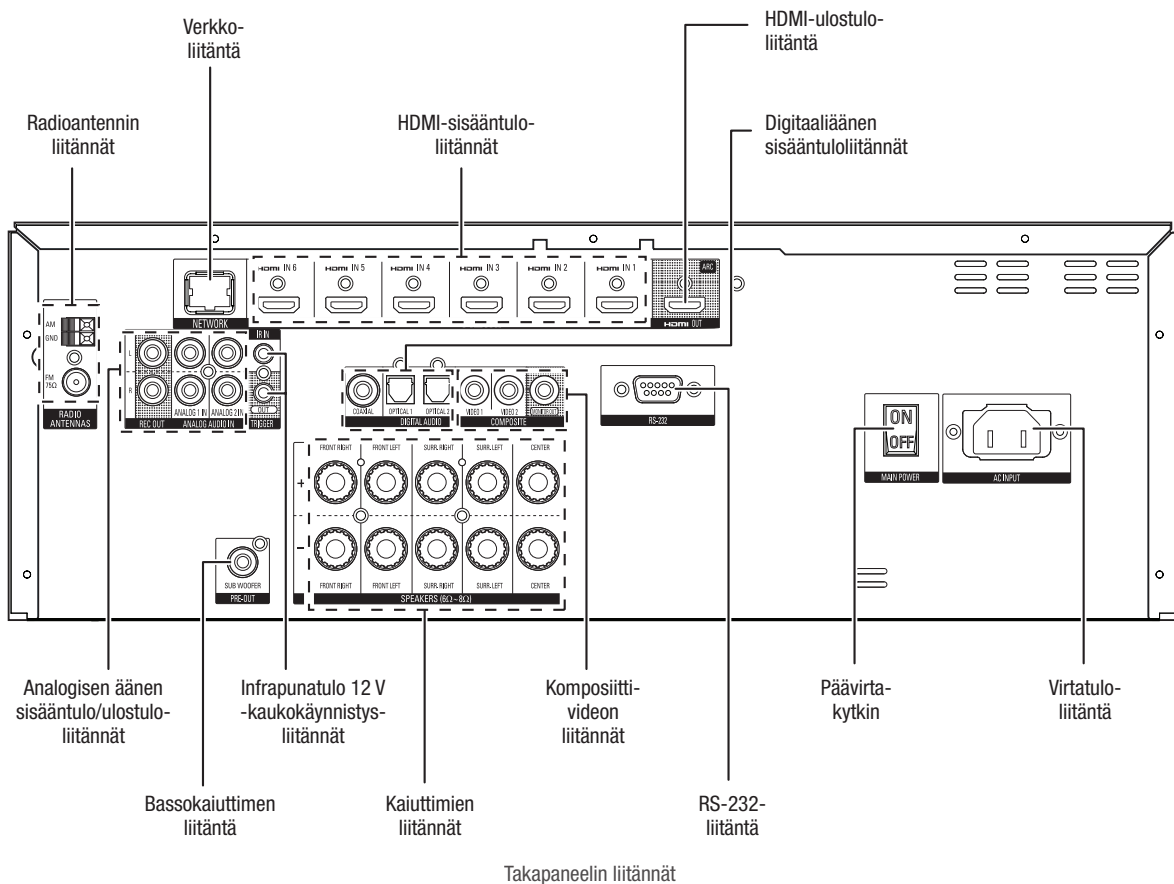 Verkko-
liitäntä
HDMI-ulostulo-
liitäntä
Radioantennin
liitännät
HDMI-sisääntulo-
liitännät
Digitaaliäänen
sisääntuloliitännät
HDMI IN 6
HDMI IN 5
HDMI IN 4
HDMI IN 3
HDMI IN 2
HDMI IN 1
ARC
HDMI OUT
NETWORK
AM
GND
FM
75Ω
RADIO
ANTENNAS
L
R
ANALOG 1 IN
ANALOG 2 IN
REC OUT
ANALOG AUDIO IN
IR IN
OUT
TRIGGER
COAXIAL
OPTICAL 1
OPTICAL 2
DIGITAL AUDIO
VIDEO 1
VIDEO 2
MONITOR OUT
COMPOSITE
RS-232
ON
OFF
MAIN POWER
AC INPUT
FRONT RIGHT
FRONT LEFT
SURR. RIGHT
SURR. LEFT
CENTER
+
–
FRONT RIGHT
FRONT LEFT
SURR. RIGHT
SURR. LEFT
CENTER
SPEAKERS (6Ω ~ 8Ω)
SUB WOOFER
PRE-OUT
Analogisen äänen
sisääntulo/ulostulo-
liitännät
Infrapunatulo 12 V
-kaukokäynnistys-
liitännät
Komposiitti-
videon
liitännät
Päävirta-
kytkin
Virtatulo-
liitäntä
Bassokaiuttimen
liitäntä
Kaiuttimien
liitännät
RS-232-
liitäntä
Takapaneelin liitännät